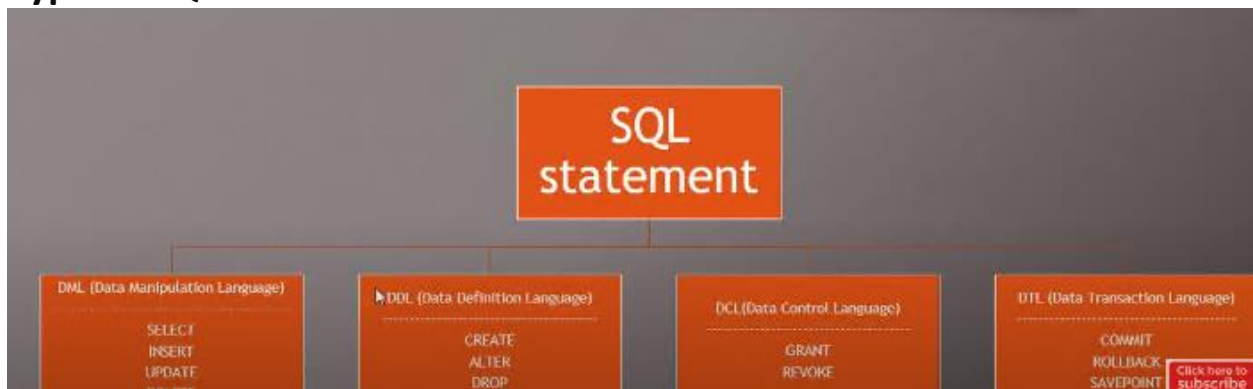 SQL
statement
DML (Data Manipulation Language)
SELECT
INSERT
UPDATE
DDL (Data Definition Language)
CREATE
ALTER
DROP
DCL(Data Control Language)
GRANT
REVOKE
DTL (Data Transaction Language)
COMMIT
ROLLBACK
SAVEPOINT
Click here to
subscribe